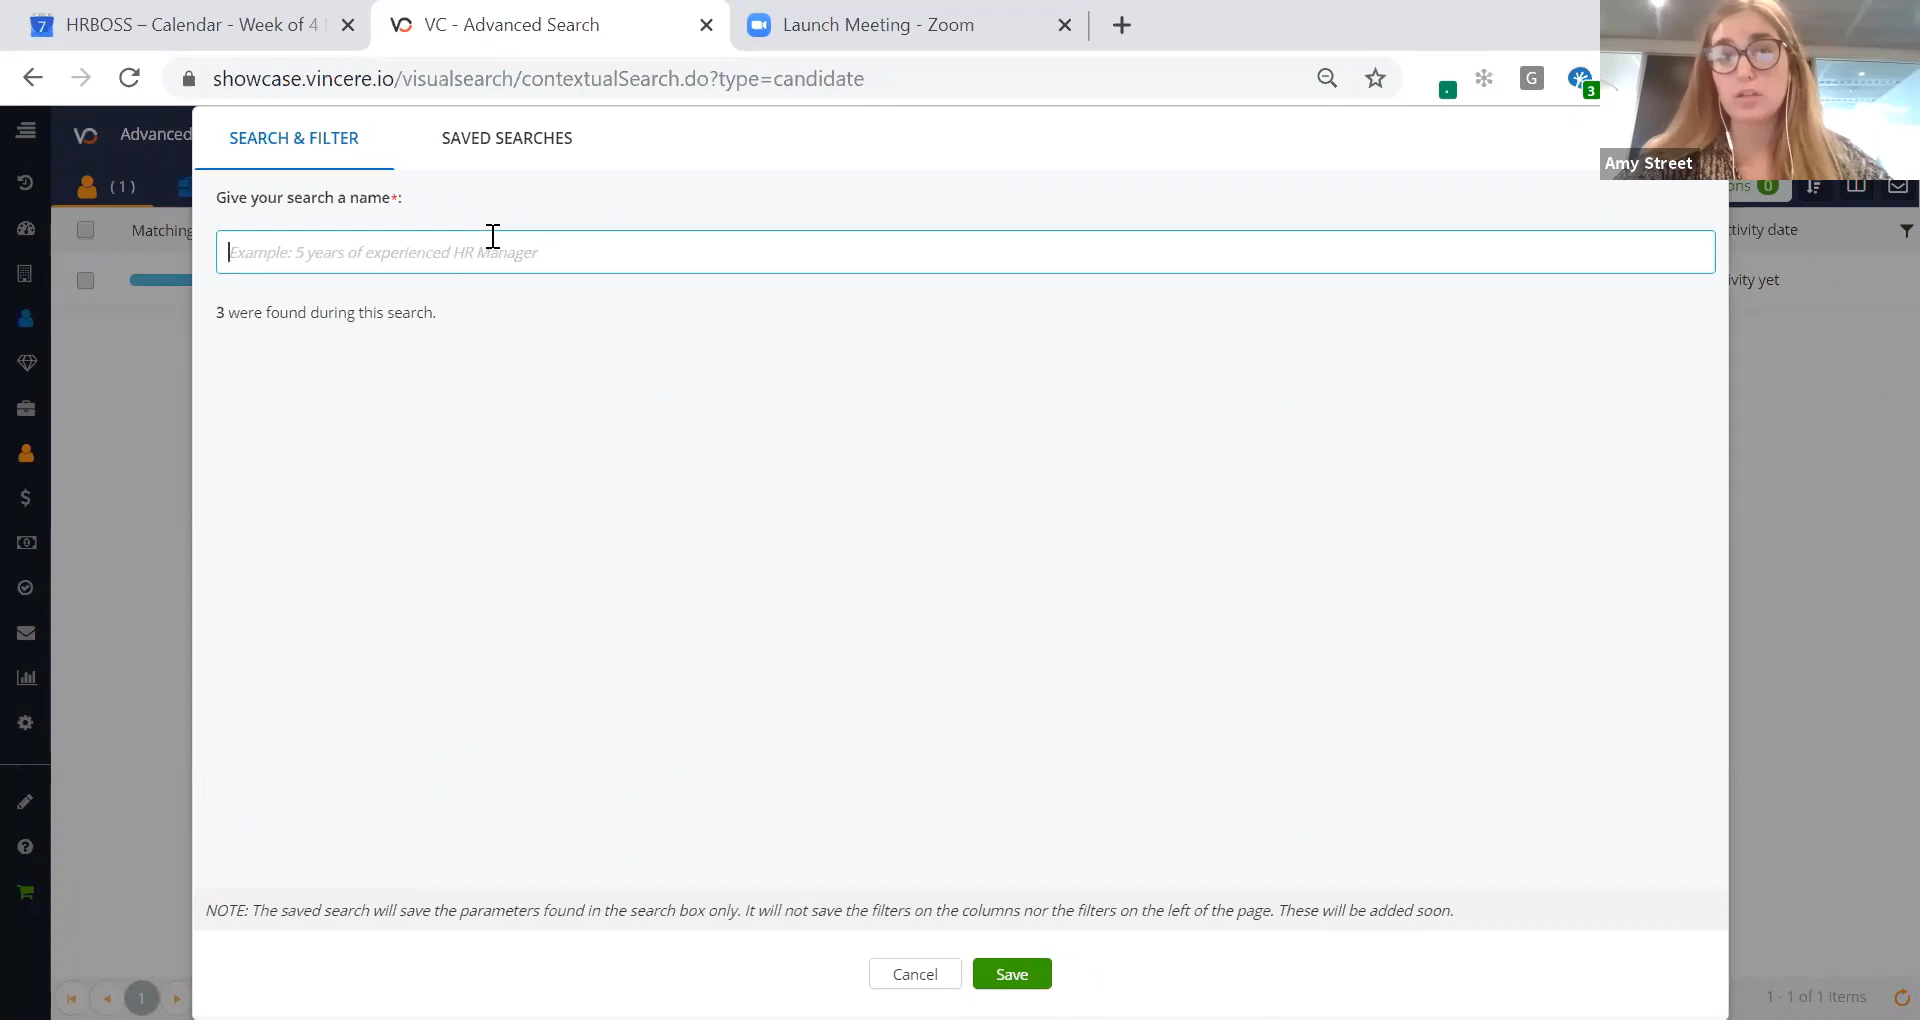 HRBOSS – Calendar - Week of 4
VC - Advanced Search
Launch Meeting - Zoom
showcase.vincere.io/visualsearch/contextualSearch.do?type=candidate
G
3
Amy Street
Advanced
SEARCH & FILTER
SAVED SEARCHES
( 1 )
Give your search a name*:
ons 0
Matching
tivity date
Example: 5 years of experienced HR Manager
ivity yet
3 were found during this search.
NOTE: The saved search will save the parameters found in the search box only. It will not save the filters on the columns nor the filters on the left of the page. These will be added soon.
Cancel
Save
1
1 - 1 of 1 items